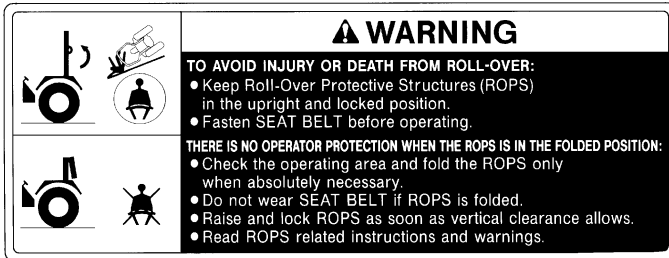 WARNING
TO AVOID INJURY OR DEATH FROM ROLL-OVER:
● Keep Roll-Over Protective Structures (ROPS)
in the upright and locked position.
● Fasten SEAT BELT before operating.
THERE IS NO OPERATOR PROTECTION WHEN THE ROPS IS IN THE FOLDED POSITION:
● Check the operating area and fold the ROPS only
when absolutely necessary.
● Do not wear SEAT BELT if ROPS is folded.
● Raise and lock ROPS as soon as vertical clearance allows.
● Read ROPS related instructions and warnings.